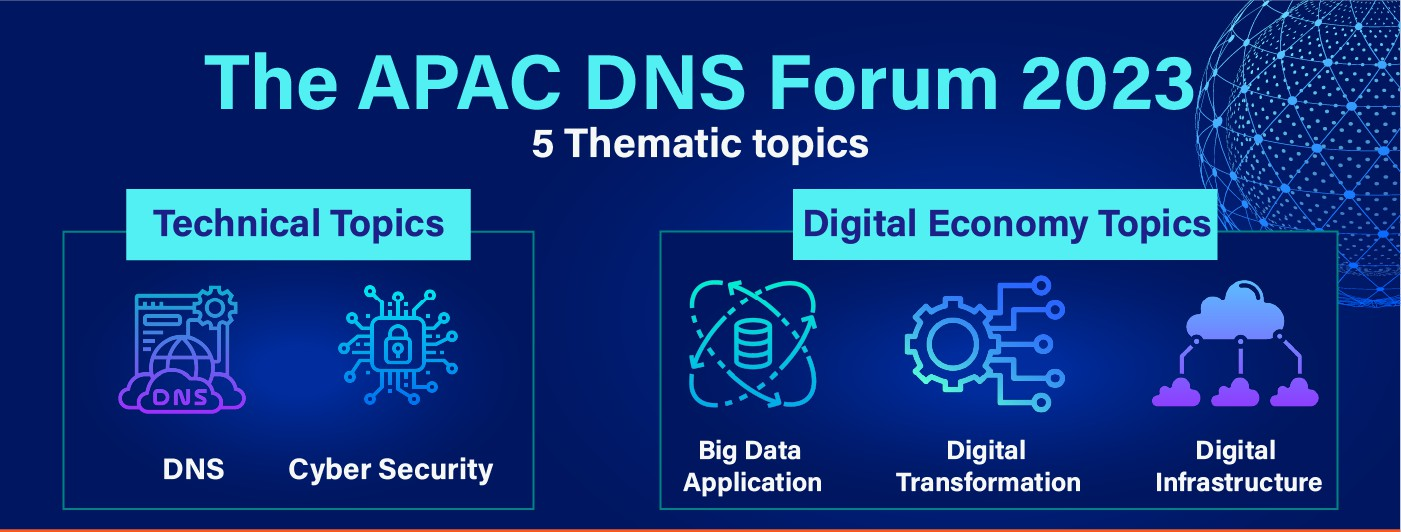 The APAC DNS Forum 2023
5 Thematic topics
Technical Topics
DNS
DNS
Cyber Security
Digital Economy Topics
Big Data
Application
Digital
Transformation
Digital
Infrastructure